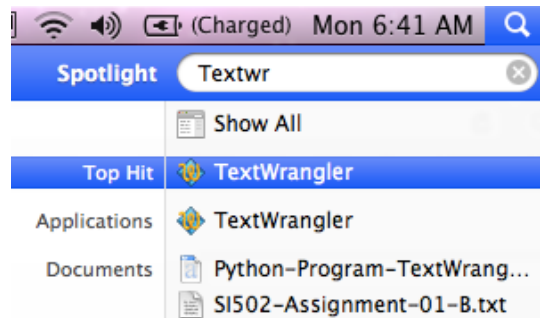 (Charged) Mon 6:41 AM
Spotlight Textwr
Show All
Top Hit TextWrangler
Applications TextWrangler
Documents Python-Program-TextWrang...
SI502-Assignment-01-B.txt